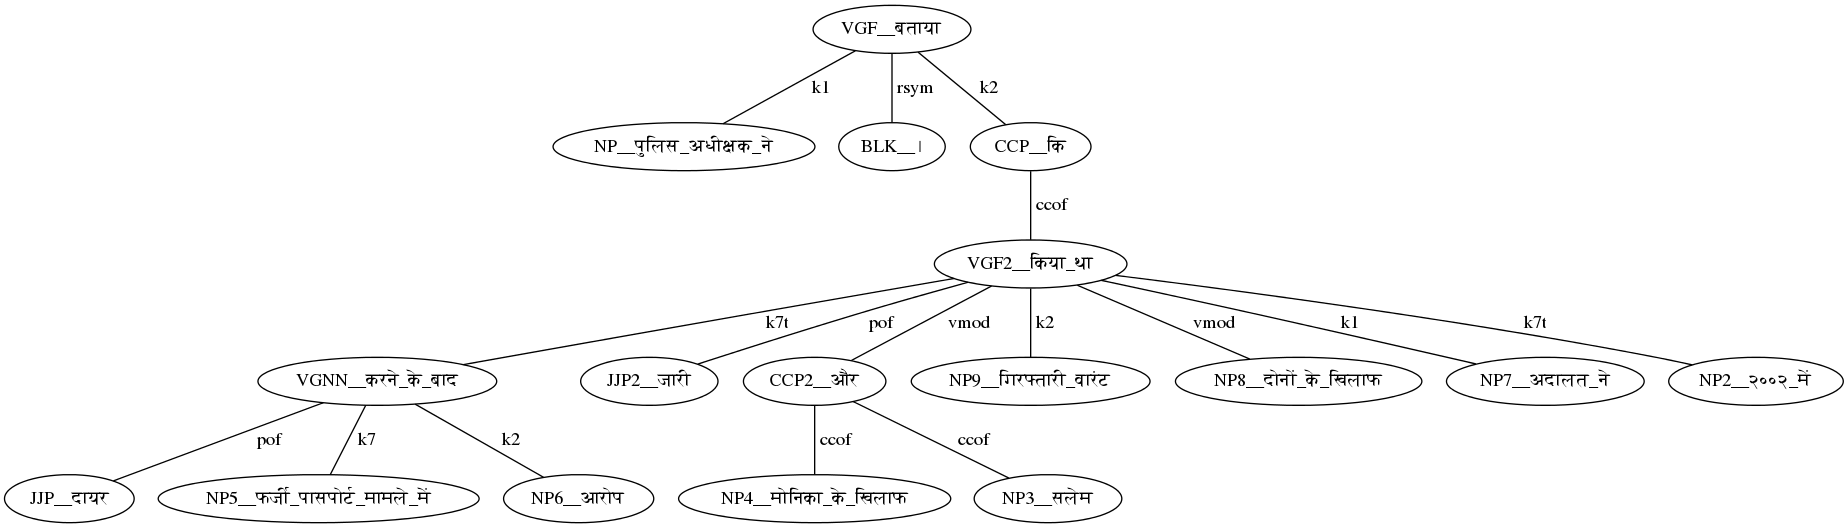 VGF__बताया
k1 rsym k2
NP__पुलिस_अधीक्षक_ने BLK__। CCP__कि
ccof
VGF2__किया_था
k7t pof vmod k2 vmod k1 k7t
VGNN__करने_के_बाद JJP2__जारी CCP2__और NP9__गिरफ्तारी_वारंट NP8__दोनों_के_खिलाफ NP7__अदालत_ने NP2__२००२_में
pof k7 k2 ccof ccof
JJP__दायर NP5__फर्जी_पासपोर्ट_मामले_में NP6__आरोप NP4__मोनिका_के_खिलाफ NP3__सलेम